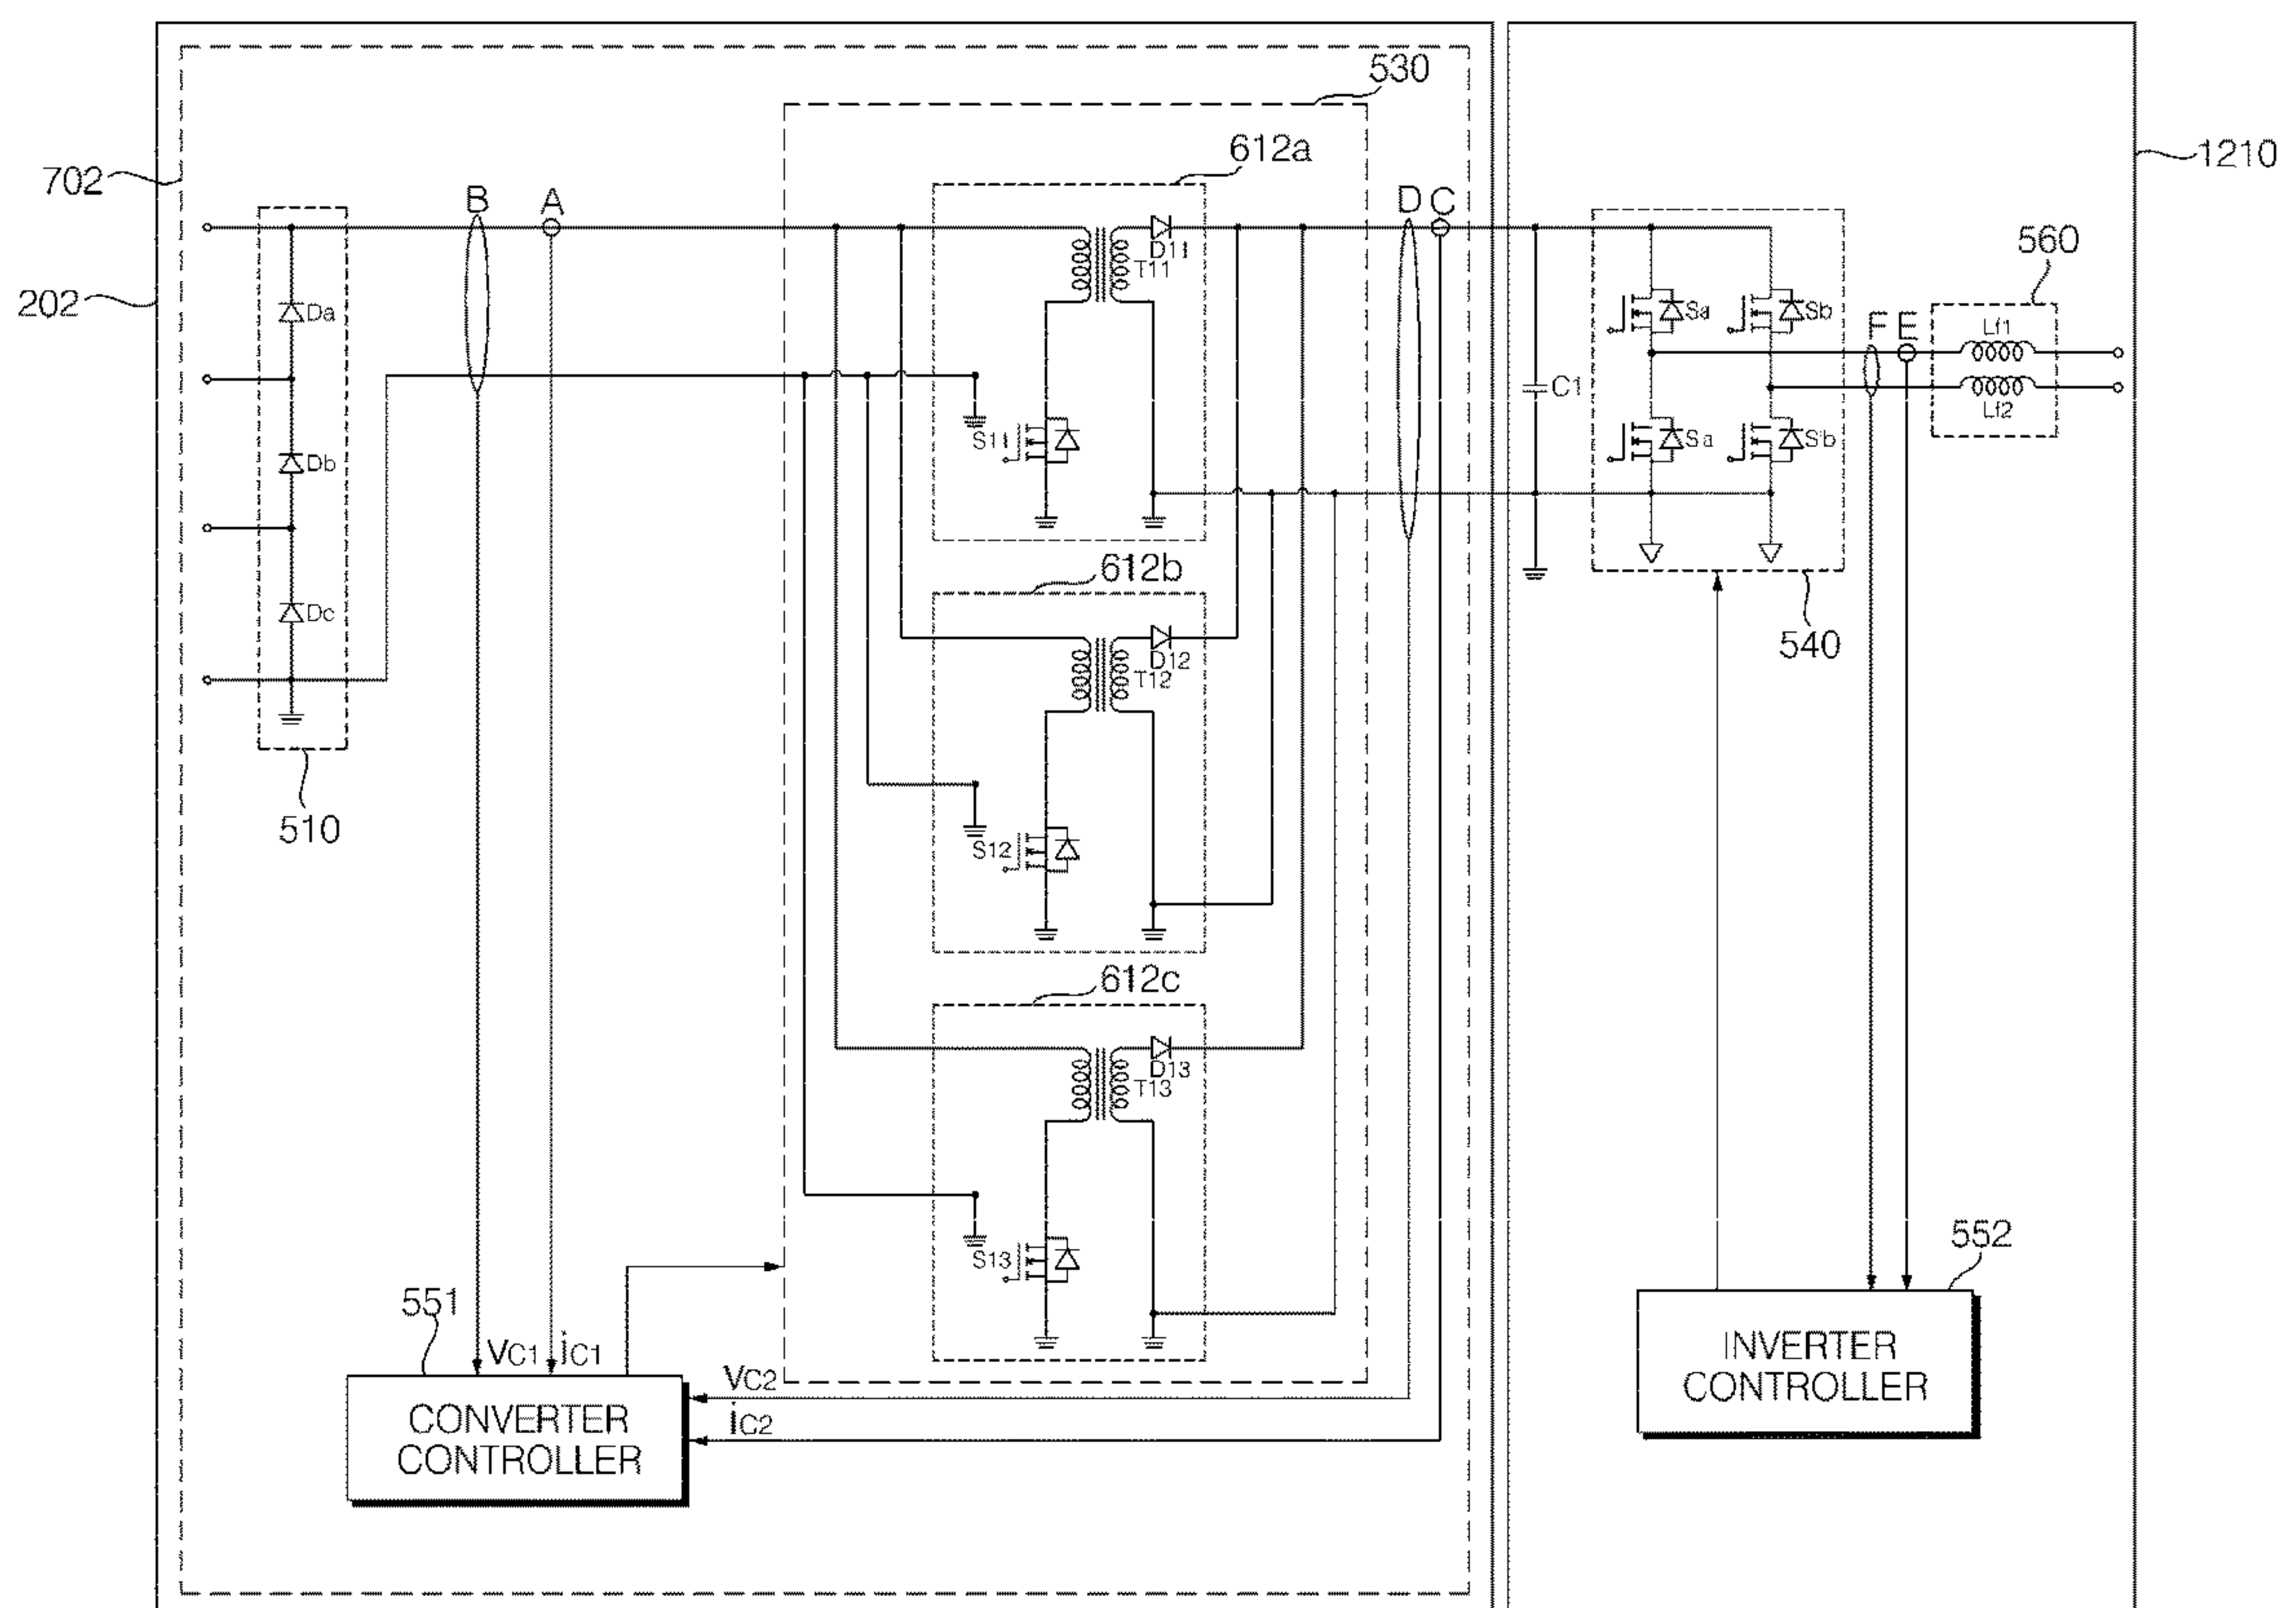 530
612a
1210
702
B
A
D
C
D11
T11
560
202
Da
Sa
Sb
F
E
Lf1
C1
Lf2
S11
S'a
S'b
Db
612b
Dc
540
D12
T12
510
S12
612c
D13
T13
S13
552
551
VC1
iC1
INVERTER
CONTROLLER
VC2
CONVERTER
CONTROLLER
iC2